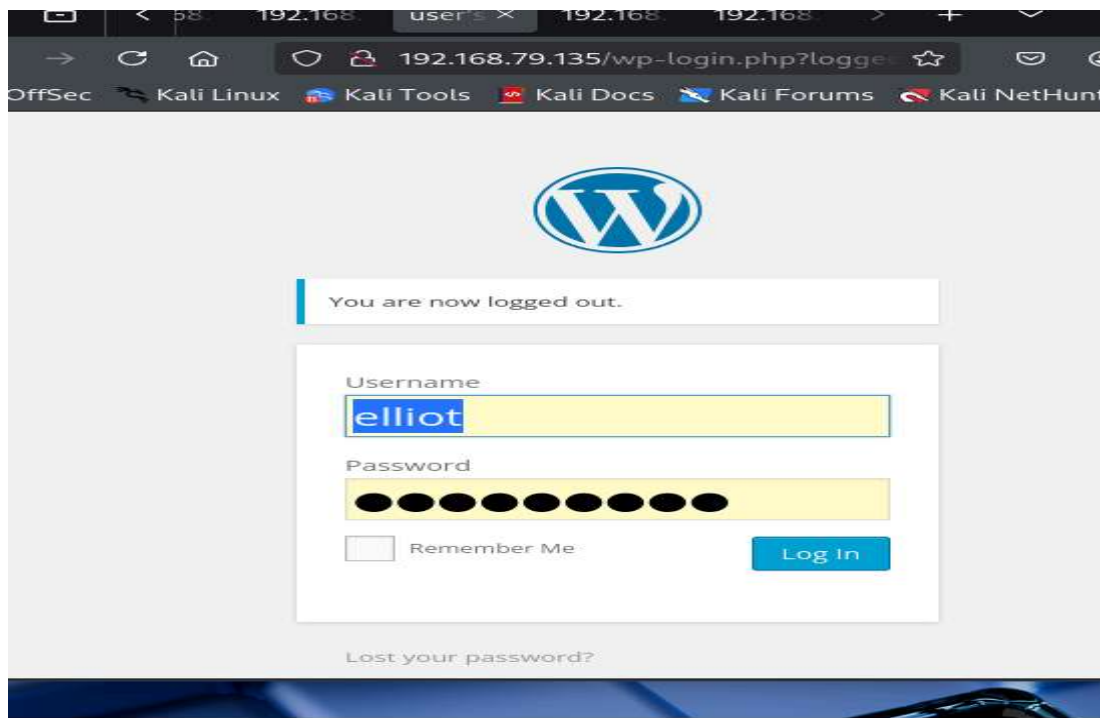 58. 192.168. user's × 192.168. 192.168.
192.168.79.135/wp-login.php?logge
OffSec Kali Linux Kali Tools Kali Docs Kali Forums Kali NetHunt
You are now logged out.
Username
elliot
Password
Remember Me
Log In
Lost your password?